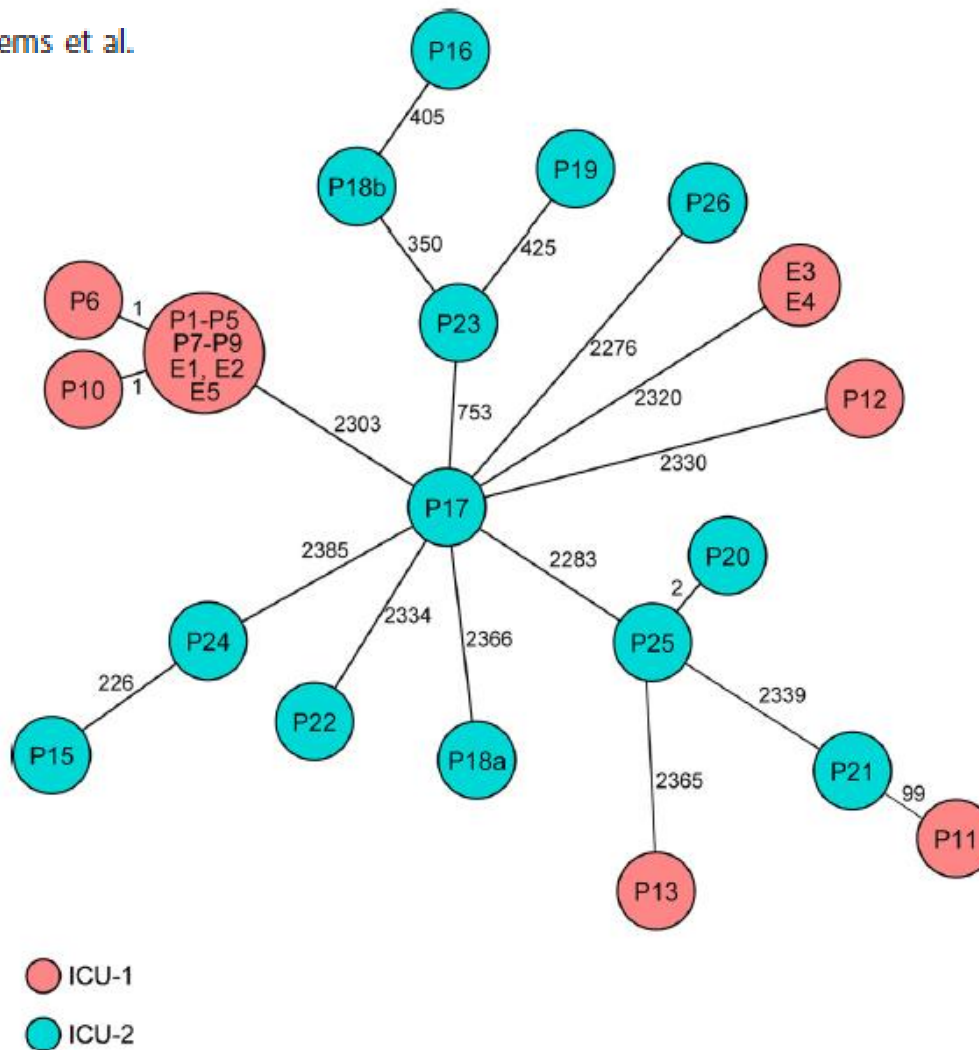 et al.
P16
405
P19
P18b
P26
350
425
E3
E4
P6
1
P1-P5
P7-P9
E1, E2
E5
P23
2276
P10
1
2320
P12
2303
753
2330
P17
2385
2283
P20
2
2334
2366
P24
P25
226
2339
P22
P15
P18a
P21
2365
99
P11
P13
ICU-1
ICU-2